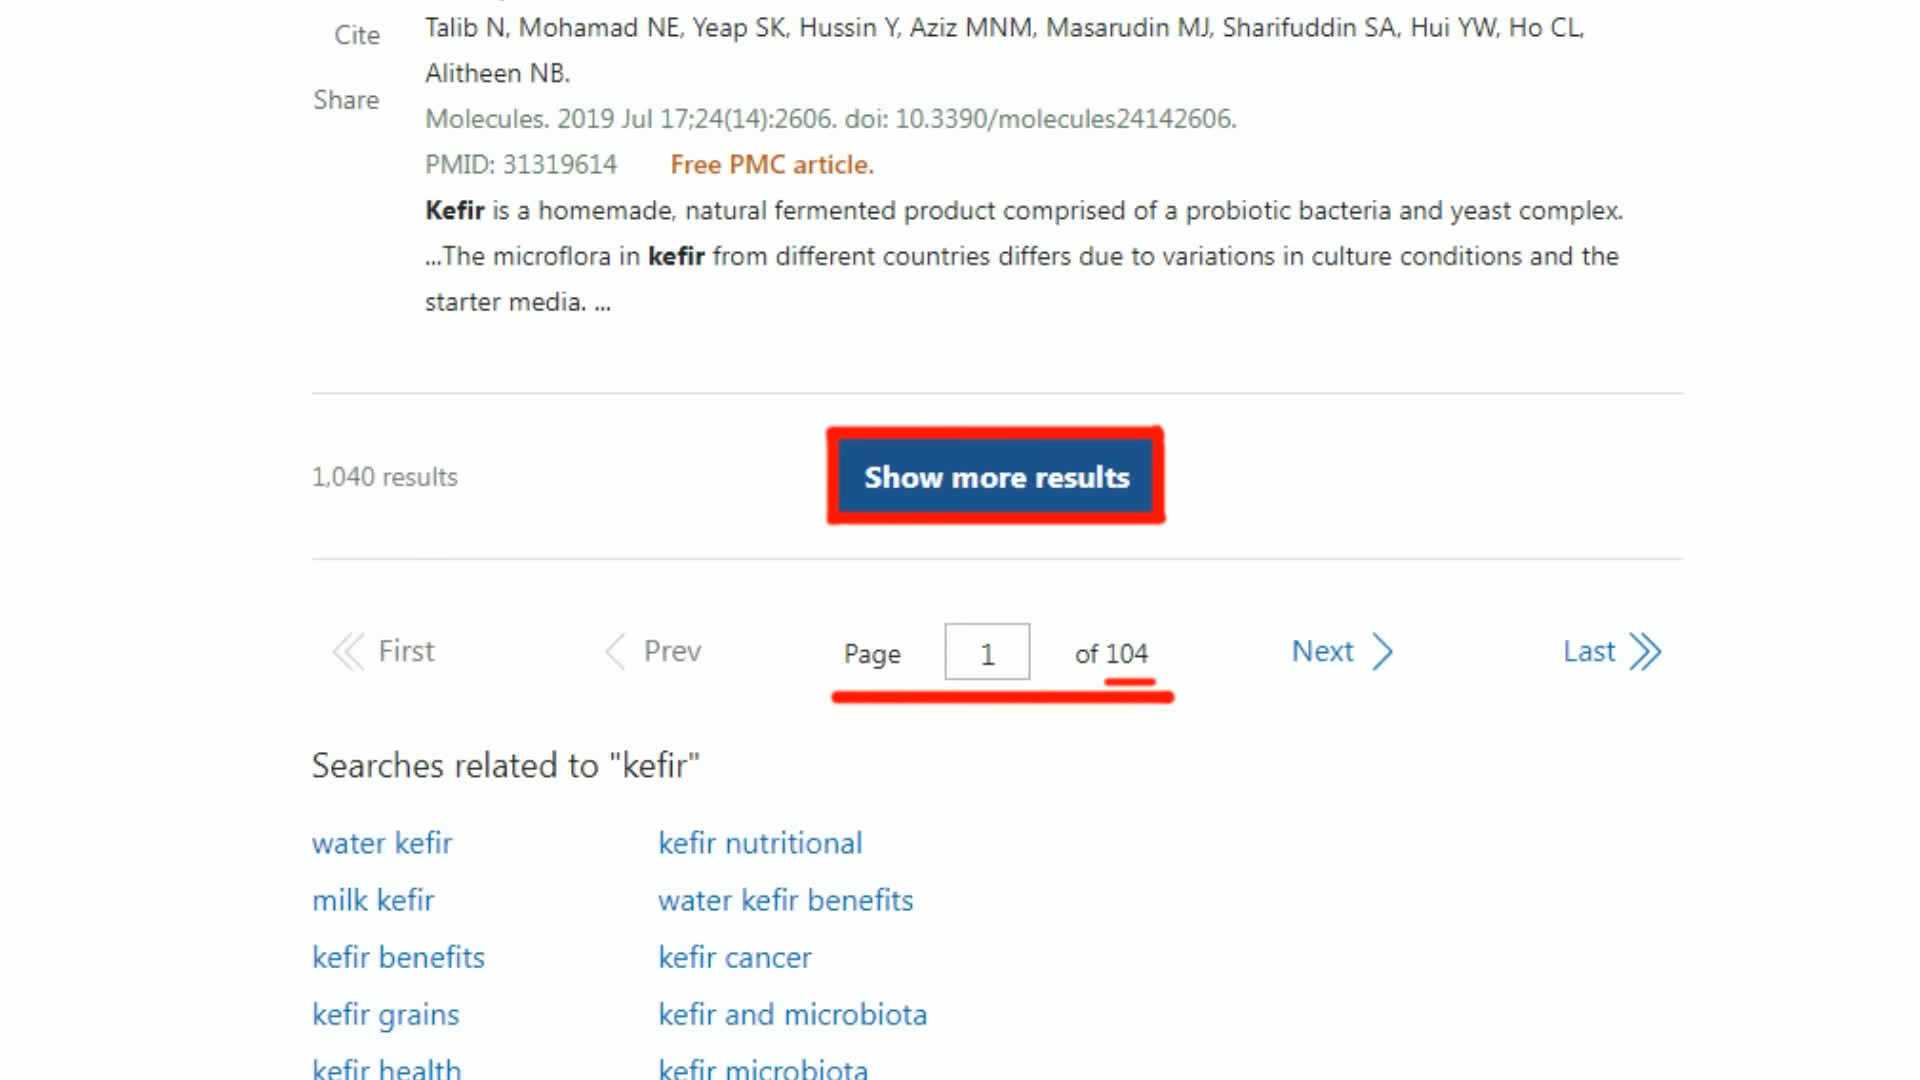 Cite
Talib N, Mohamad NE, Yeap SK, Hussin Y, Aziz MNM, Masarudin MJ, Sharifuddin SA, Hui YW, Ho CL,
Alitheen NB.
Share
Molecules. 2019 Jul 17;24(14):2606. doi: 10.3390/molecules24142606.
PMID: 31319614 Free PMC article.
Kefir is a homemade, natural fermented product comprised of a probiotic bacteria and yeast complex.
...The microflora in kefir from different countries differs due to variations in culture conditions and the
starter media. ...
1,040 results
Show more results
First Prev Page 1 of 104 Next Last
Searches related to "kefir"
water kefir kefir nutritional
milk kefir water kefir benefits
kefir benefits kefir cancer
kefir grains kefir and microbiota
kefir health kefir microbiota